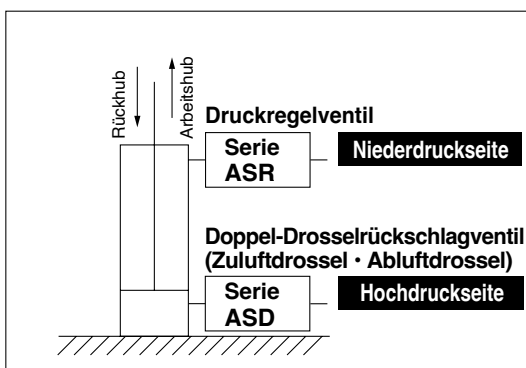 Rückhub
Arbeitshub
Druckregelventil
Serie
ASR
Niederdruckseite
Doppel-Drosselrückschlagventil
(Zuluftdrossel · Abluftdrossel)
Serie
ASD
Hochdruckseite